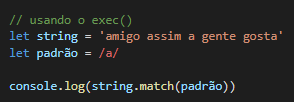 // usando o exec()
let string = 'amigo assim a gente gosta'
let padrão = /a/
console.log(string.match(padrão))